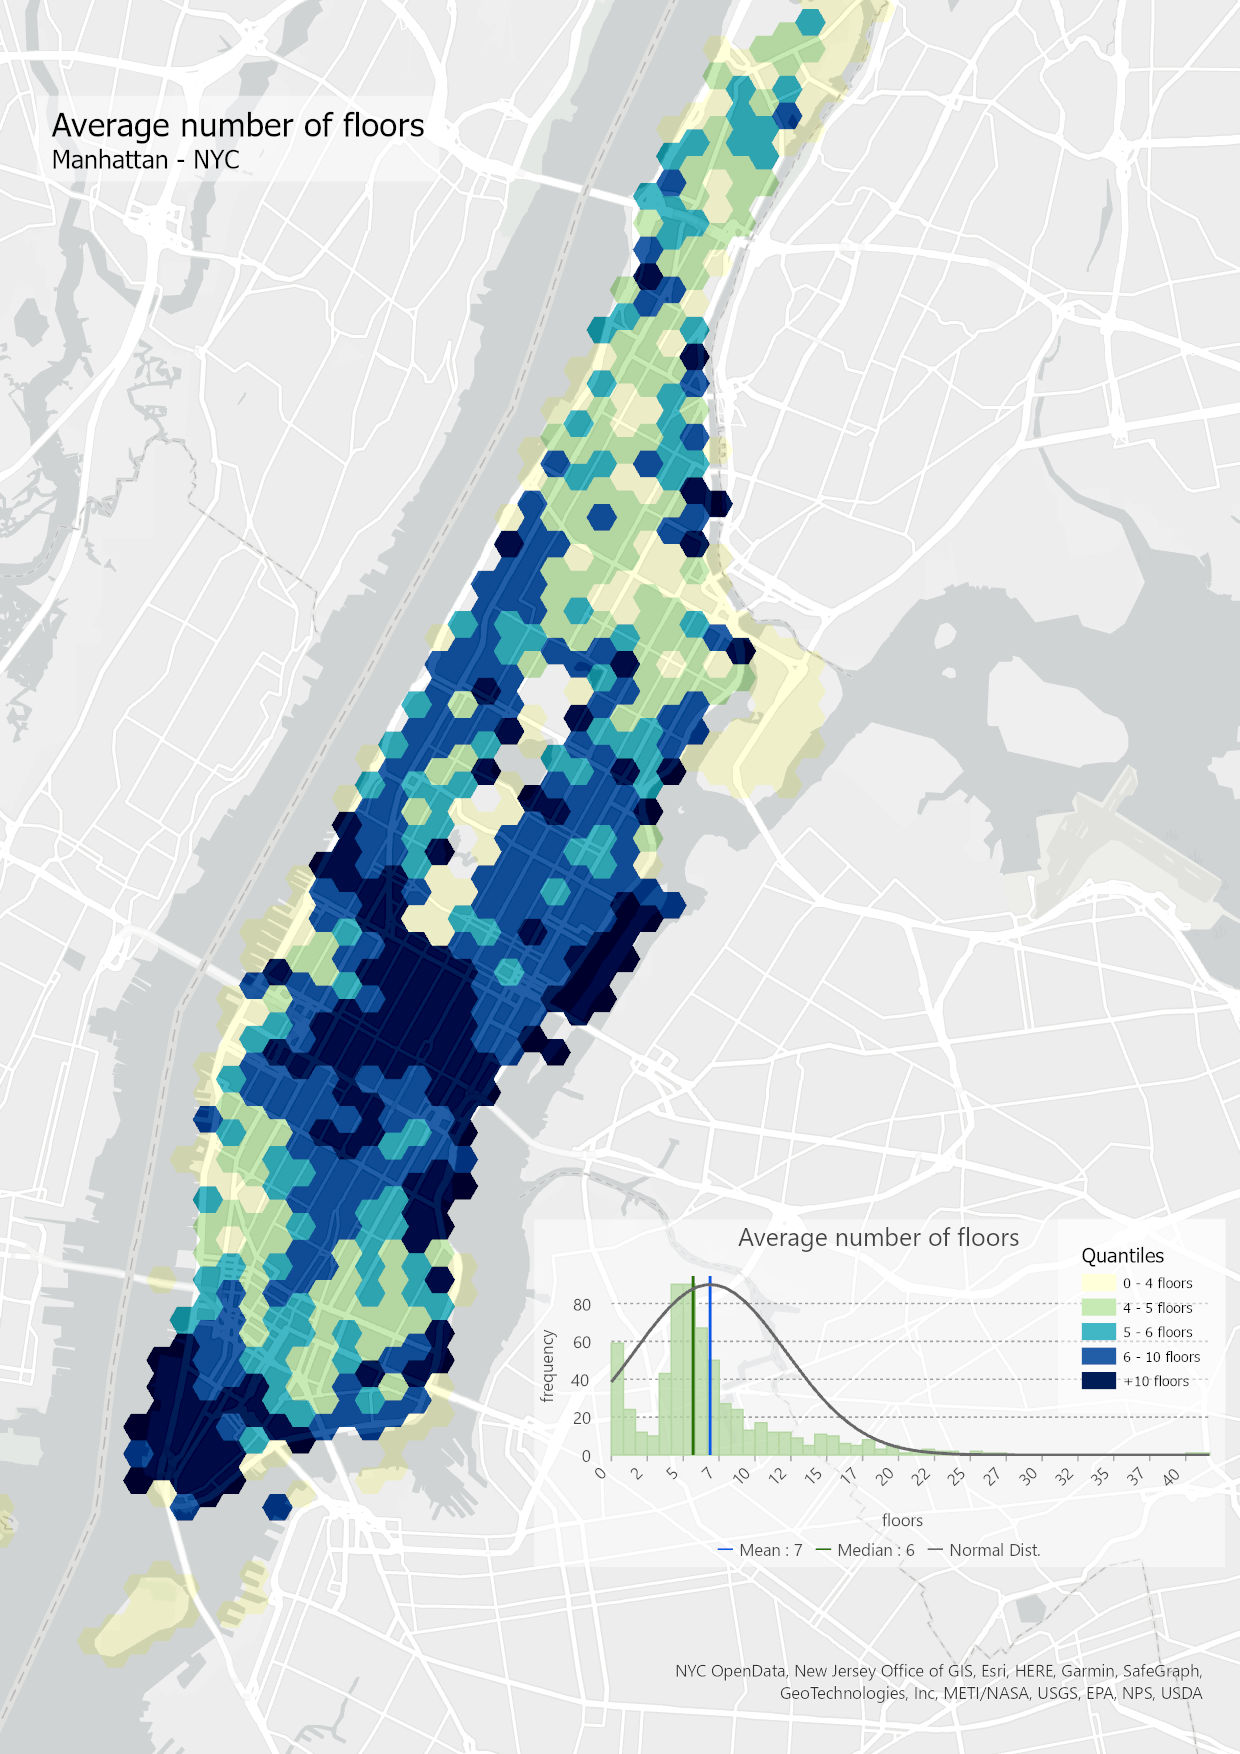 Average number of floors
Manhattan - NYC
Average number of floors
Quantiles
0 - 4 floors
4 - 5 floors
5 - 6 floors
6 - 10 floors
+10 floors
frequency
80
60
40
20
0
0 2 5 7 10 12 15 17 20 22 25 27 30 32 35 37 40
floors
Mean : 7 Median : 6 Normal Dist.
NYC OpenData, New Jersey Office of GIS, Esri, HERE, Garmin, SafeGraph,
GeoTechnologies, Inc, METI/NASA, USGS, EPA, NPS, USDA